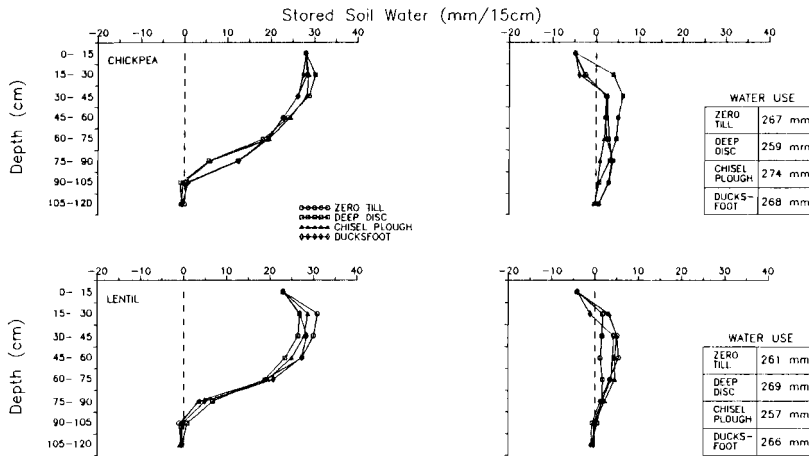 Stored Soil Water (mm/15cm)
-20 -10 0 10 20 30 40
-20 -10 0 10 20 30 40
Depth (cm)
CHICKPEA
0- 15
15- 30
30- 45
45- 60
60- 75
75- 90
90-105
105-120
ZERO TILL
DEEP DISC
CHISEL PLOUGH
DUCKSFOOT
WATER USE
ZERO TILL 267 mm
DEEP DISC 259 mm
CHISEL PLOUGH 274 mm
DUCKS-FOOT 268 mm
-20 -10 0 10 20 30 40
-20 -10 0 10 20 30 40
Depth (cm)
LENTIL
0- 15
15- 30
30- 45
45- 60
60- 75
75- 90
90-105
105-120
WATER USE
ZERO TILL 261 mm
DEEP DISC 269 mm
CHISEL PLOUGH 257 mm
DUCKS-FOOT 266 mm